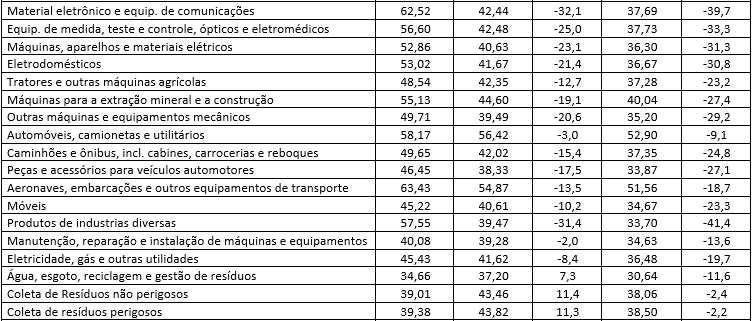 Material eletrônico e equip. de comunicações 62,52 42,44 -32,1 37,69 -39,7
Equip. de medida, teste e controle, ópticos e eletromédicos 56,60 42,48 -25,0 37,73 -33,3
Máquinas, aparelhos e materiais elétricos 52,86 40,63 -23,1 36,30 -31,3
Eletrodomésticos 53,02 41,67 -21,4 36,67 -30,8
Tratores e outras máquinas agrícolas 48,54 42,35 -12,7 37,28 -23,2
Máquinas para a extração mineral e a construção 55,13 44,60 -19,1 40,04 -27,4
Outras máquinas e equipamentos mecânicos 49,71 39,49 -20,6 35,20 -29,2
Automóveis, camionetas e utilitários 58,17 56,42 -3,0 52,90 -9,1
Caminhões e ônibus, incl. cabines, carrocerias e reboques 49,65 42,02 -15,4 37,35 -24,8
Peças e acessórios para veículos automotores 46,45 38,33 -17,5 33,87 -27,1
Aeronaves, embarcações e outros equipamentos de transporte 63,43 54,87 -13,5 51,56 -18,7
Móveis 45,22 40,61 -10,2 34,67 -23,3
Produtos de industrias diversas 57,55 39,47 -31,4 33,70 -41,4
Manutenção, reparação e instalação de máquinas e equipamentos 40,08 39,28 -2,0 34,63 -13,6
Eletricidade, gás e outras utilidades 45,43 41,62 -8,4 36,48 -19,7
Água, esgoto, reciclagem e gestão de resíduos 34,66 37,20 7,3 30,64 -11,6
Coleta de Resíduos não perigosos 39,01 43,46 11,4 38,06 -2,4
Coleta de resíduos perigosos 39,38 43,82 11,3 38,50 -2,2